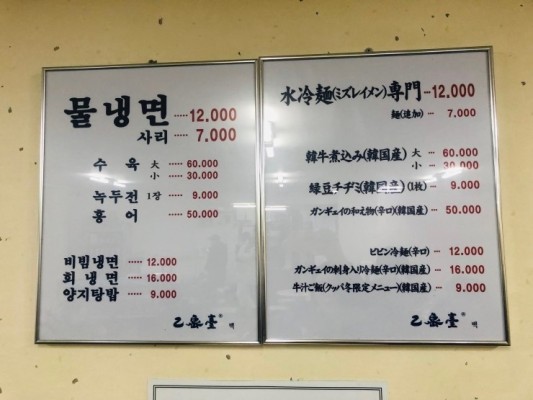 물냉면 ····· 12.000
사리 ····· 7.000
수 육 大 ····· 60.000
小 ····· 30.000
녹두전 1장 ····· 9.000
홍 어 ····· 50.000
비빔냉면 ····· 12.000
회 냉 면 ····· 16.000
양지탕밥 ····· 9.000
乙密臺® 백
水冷麵(ミズレイメン)専門 ···12.000
麵(追加) ··· 7.000
韓牛煮込み(韓国産) 大 ··· 60.000
小 ··· 30.000
緑豆チヂミ(韓国産)(1枚) ··· 9.000
ガンギェイの和え物(辛口)(韓国産) ··· 50.000
ビビン冷麵(辛口) ··· 12.000
ガンギェイの刺身入り冷麵(辛口)(韓国産) ··· 16.000
牛汁ご飯(クッパ冬限定メニュー)(韓国産) ··· 9.000
乙密臺® 백